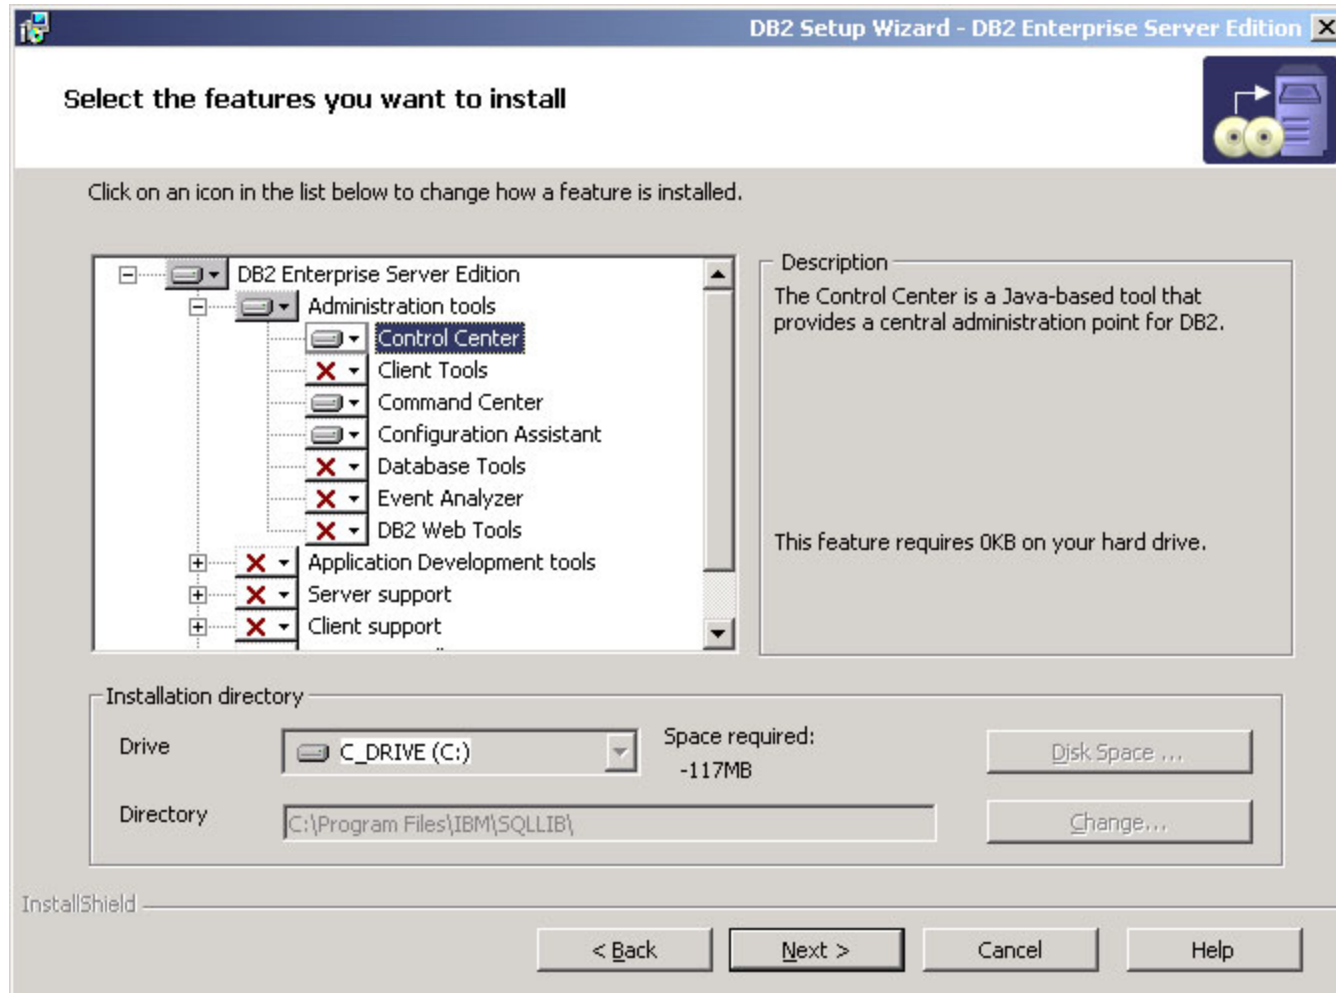 DB2 Setup Wizard - DB2 Enterprise Server Edition
Select the features you want to install
Click on an icon in the list below to change how a feature is installed.
DB2 Enterprise Server Edition
Administration tools
Control Center
Client Tools
Command Center
Configuration Assistant
Database Tools
Event Analyzer
DB2 Web Tools
Application Development tools
Server support
Client support
Description
The Control Center is a Java-based tool that
provides a central administration point for DB2.
This feature requires 0KB on your hard drive.
Installation directory
Drive
C_DRIVE (C:)
Space required:
-117MB
Disk Space ...
Directory
C:\Program Files\IBM\SQLLIB\
Change...
InstallShield
< Back
Next >
Cancel
Help